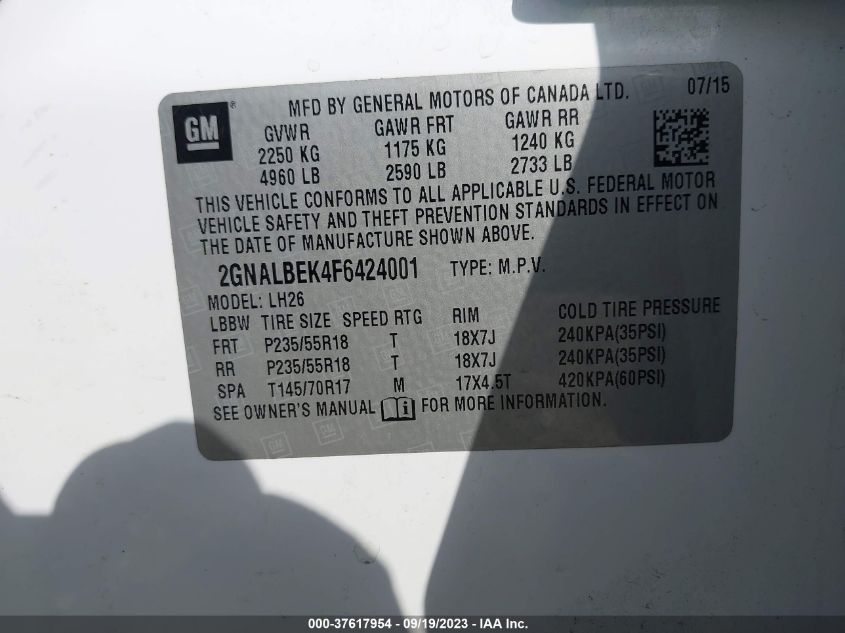 GM ®
MFD BY GENERAL MOTORS OF CANADA LTD. 07/15
GVWR GAWR FRT GAWR RR
2250 KG 1175 KG 1240 KG
4960 LB 2590 LB 2733 LB
THIS VEHICLE CONFORMS TO ALL APPLICABLE U.S. FEDERAL MOTOR
VEHICLE SAFETY AND THEFT PREVENTION STANDARDS IN EFFECT ON
THE DATE OF MANUFACTURE SHOWN ABOVE.
2GNALBEK4F6424001 TYPE: M.P.V.
MODEL: LH26
LBBW TIRE SIZE SPEED RTG RIM COLD TIRE PRESSURE
FRT P235/55R18 T 18X7J 240KPA(35PSI)
RR P235/55R18 T 18X7J 240KPA(35PSI)
SPA T145/70R17 M 17X4.5T 420KPA(60PSI)
SEE OWNER'S MANUAL FOR MORE INFORMATION.
000-37617954 - 09/19/2023 - IAA Inc.